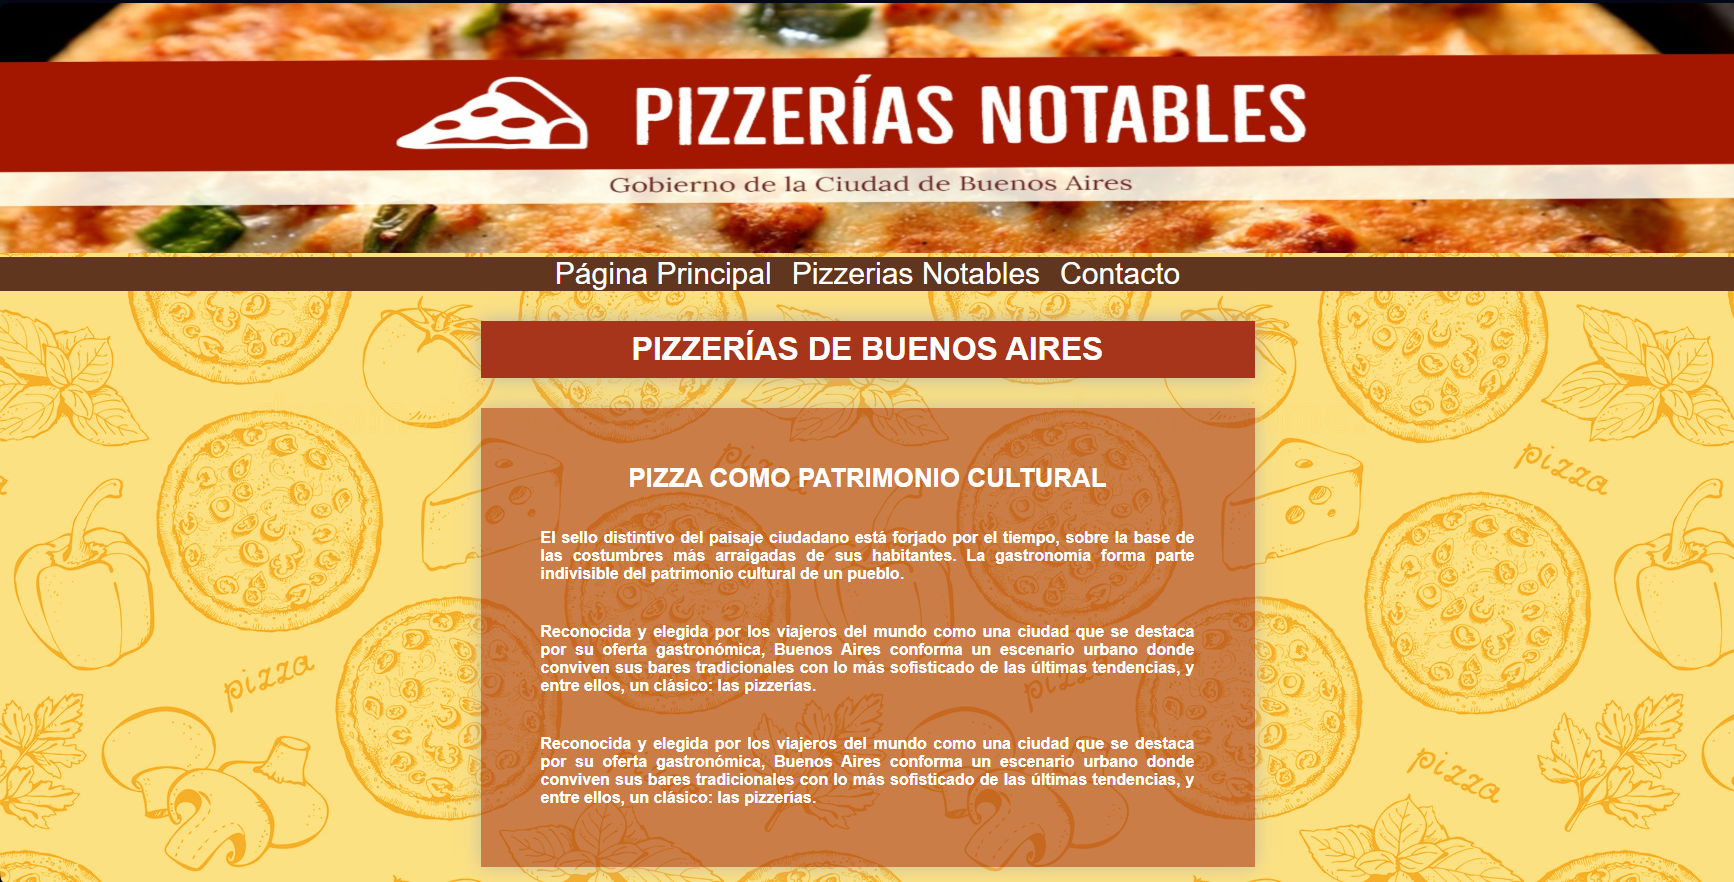 PIZZERÍAS NOTABLES
Gobierno de la Ciudad de Buenos Aires
Página Principal Pizzerias Notables Contacto
PIZZERÍAS DE BUENOS AIRES
PIZZA COMO PATRIMONIO CULTURAL
El sello distintivo del paisaje ciudadano está forjado por el tiempo, sobre la base de
las costumbres más arraigadas de sus habitantes. La gastronomía forma parte
indivisible del patrimonio cultural de un pueblo.
Reconocida y elegida por los viajeros del mundo como una ciudad que se destaca
por su oferta gastronómica, Buenos Aires conforma un escenario urbano donde
conviven sus bares tradicionales con lo más sofisticado de las últimas tendencias, y
entre ellos, un clásico: las pizzerías.
Reconocida y elegida por los viajeros del mundo como una ciudad que se destaca
por su oferta gastronómica, Buenos Aires conforma un escenario urbano donde
conviven sus bares tradicionales con lo más sofisticado de las últimas tendencias, y
entre ellos, un clásico: las pizzerías.
pizza
pizza
pizza
pizza
pizza